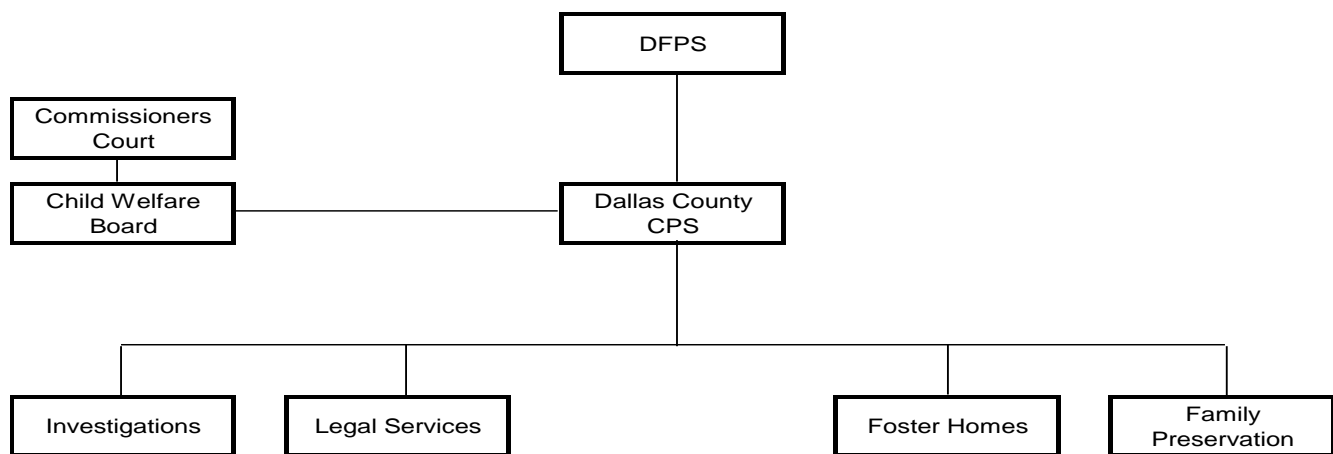 DFPS
Commissioners
Court
Child Welfare
Board
Dallas County
CPS
Investigations
Legal Services
Foster Homes
Family
Preservation